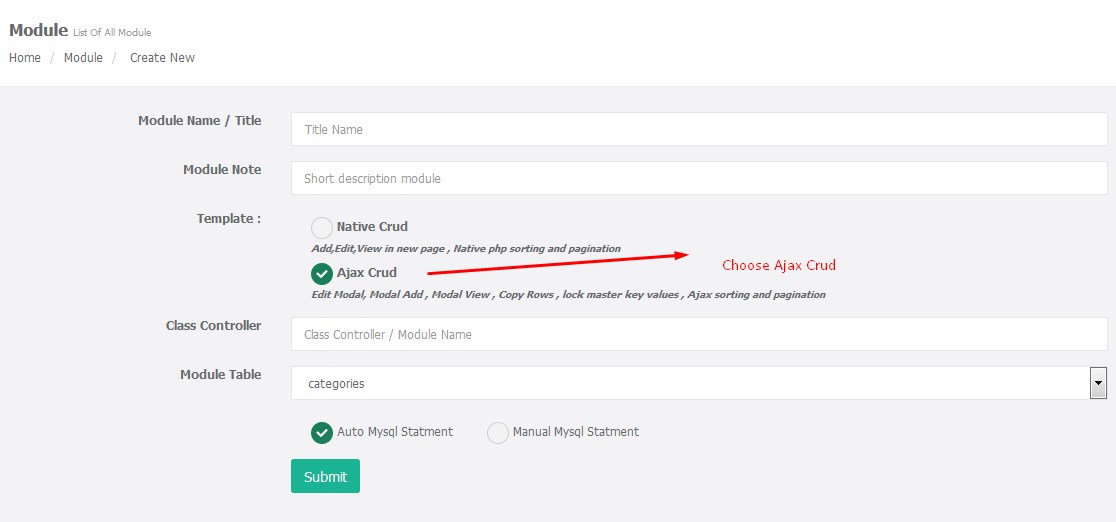 Module List Of All Module
Home / Module / Create New
Module Name / Title
Title Name
Module Note
Short description module
Template :
Native Crud
Add,Edit,View in new page , Native php sorting and pagination
Ajax Crud
Choose Ajax Crud
Edit Modal, Modal Add , Modal View , Copy Rows , lock master key values , Ajax sorting and pagination
Class Controller
Class Controller / Module Name
Module Table
categories
Auto Mysql Statment Manual Mysql Statment
Submit